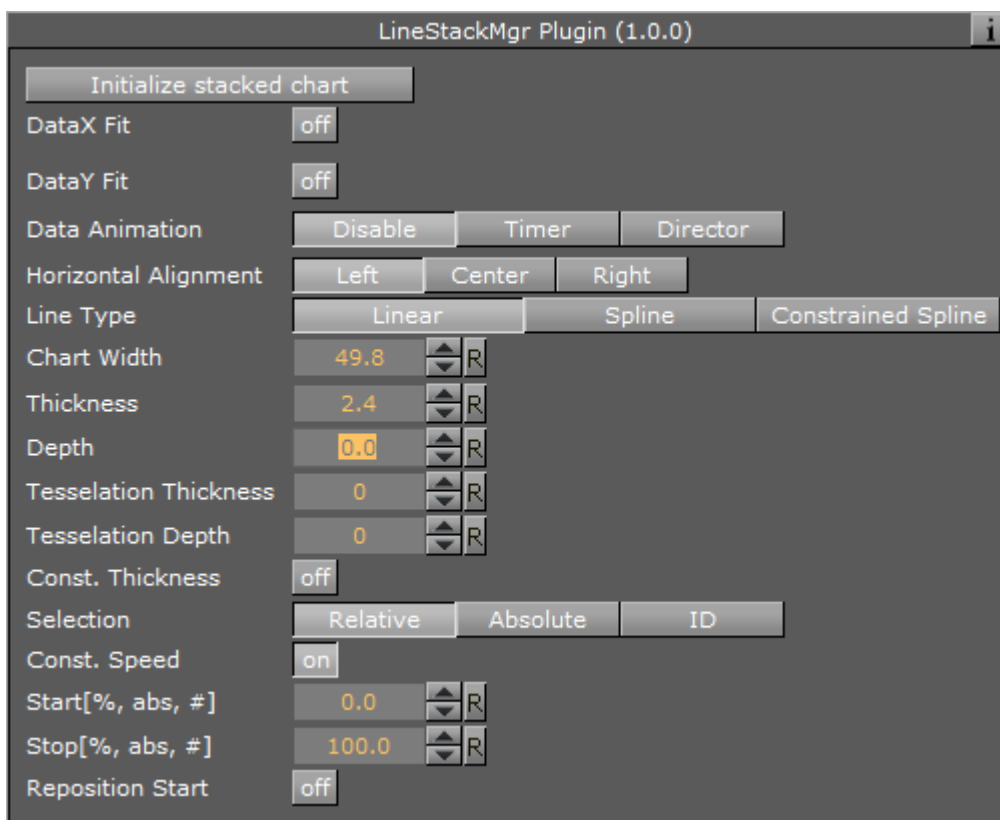 LineStackMgr Plugin (1.0.0) i
Initialize stacked chart
DataX Fit off
DataY Fit off
Data Animation Disable Timer Director
Horizontal Alignment Left Center Right
Line Type Linear Spline Constrained Spline
Chart Width 49.8 R
Thickness 2.4 R
Depth 0.0 R
Tesselation Thickness 0 R
Tesselation Depth 0 R
Const. Thickness off
Selection Relative Absolute ID
Const. Speed on
Start[%, abs, #] 0.0 R
Stop[%, abs, #] 100.0 R
Reposition Start off